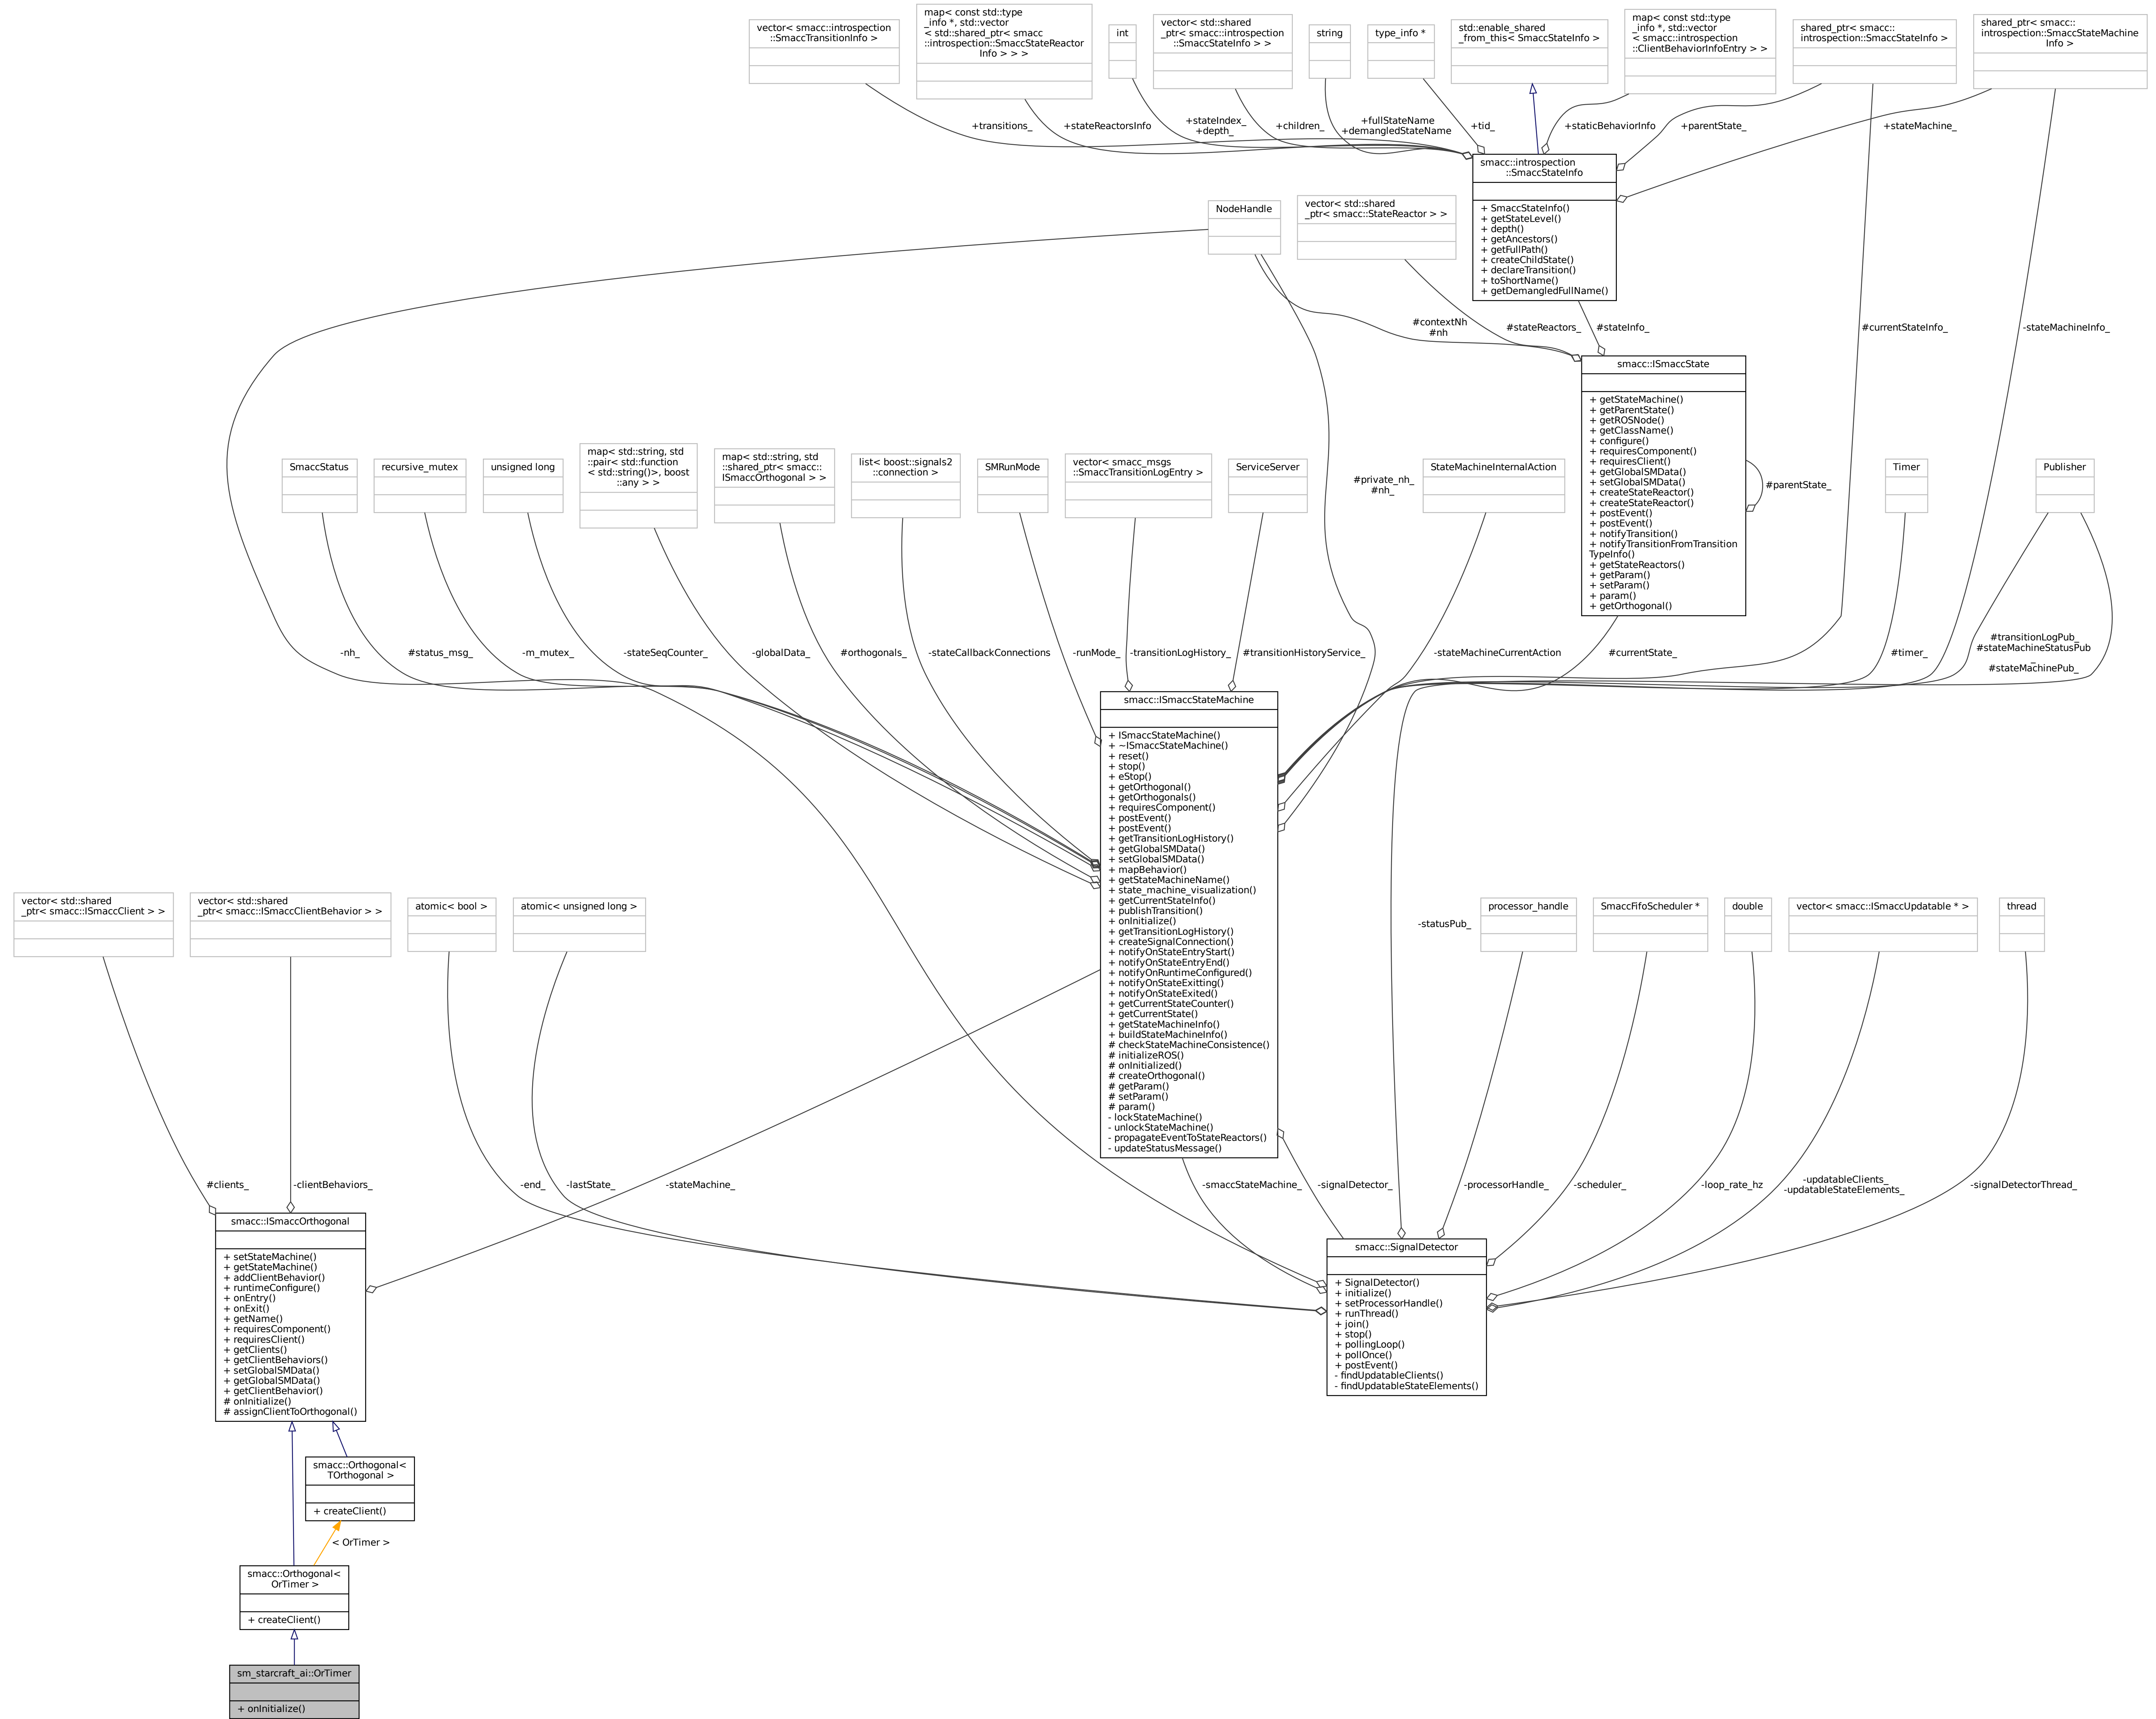 vector< smacc::introspection
::SmaccTransitionInfo >
map< const std::type
_info *, std::vector
< std::shared_ptr< smacc
::introspection::SmaccStateReactor
Info > > >
int
vector< std::shared
_ptr< smacc::introspection
::SmaccStateInfo > >
string
type_info *
std::enable_shared
_from_this< SmaccStateInfo >
map< const std::type
_info *, std::vector
< smacc::introspection
::ClientBehaviorInfoEntry > >
shared_ptr< smacc::
introspection::SmaccStateInfo >
shared_ptr< smacc::
introspection::SmaccStateMachine
Info >
+transitions_
+stateReactorsInfo
+stateIndex_
+depth_
+children_
+fullStateName
+demangledStateName
+tid_
+staticBehaviorInfo
+parentState_
+stateMachine_
smacc::introspection
::SmaccStateInfo
+ SmaccStateInfo()
+ getStateLevel()
+ depth()
+ getAncestors()
+ getFullPath()
+ createChildState()
+ declareTransition()
+ toShortName()
+ getDemangledFullName()
NodeHandle
vector< std::shared
_ptr< smacc::StateReactor > >
#contextNh
#nh
#stateReactors_
#stateInfo_
#currentStateInfo_
-stateMachineInfo_
smacc::ISmaccState
+ getStateMachine()
+ getParentState()
+ getROSNode()
+ getClassName()
+ configure()
+ requiresComponent()
+ requiresClient()
+ getGlobalSMData()
+ setGlobalSMData()
+ createStateReactor()
+ createStateReactor()
+ postEvent()
+ postEvent()
+ notifyTransition()
+ notifyTransitionFromTransition
TypeInfo()
+ getStateReactors()
+ getParam()
+ setParam()
+ param()
+ getOrthogonal()
#parentState_
SmaccStatus
recursive_mutex
unsigned long
map< std::string, std
::pair< std::function
< std::string()>, boost
::any > >
map< std::string, std
::shared_ptr< smacc::
ISmaccOrthogonal > >
list< boost::signals2
::connection >
SMRunMode
vector< smacc_msgs
::SmaccTransitionLogEntry >
ServiceServer
#private_nh_
#nh_
StateMachineInternalAction
Timer
Publisher
-nh_
#status_msg_
-m_mutex_
-stateSeqCounter_
-globalData_
#orthogonals_
-stateCallbackConnections
-runMode_
-transitionLogHistory_
#transitionHistoryService_
-stateMachineCurrentAction
#currentState_
#timer_
#transitionLogPub_
#stateMachineStatusPub
_
#stateMachinePub_
smacc::ISmaccStateMachine
+ ISmaccStateMachine()
+ ~ISmaccStateMachine()
+ reset()
+ stop()
+ eStop()
+ getOrthogonal()
+ getOrthogonals()
+ requiresComponent()
+ postEvent()
+ postEvent()
+ getTransitionLogHistory()
+ getGlobalSMData()
+ setGlobalSMData()
+ mapBehavior()
+ getStateMachineName()
+ state_machine_visualization()
+ getCurrentStateInfo()
+ publishTransition()
+ onInitialize()
+ getTransitionLogHistory()
+ createSignalConnection()
+ notifyOnStateEntryStart()
+ notifyOnStateEntryEnd()
+ notifyOnRuntimeConfigured()
+ notifyOnStateExitting()
+ notifyOnStateExited()
+ getCurrentStateCounter()
+ getCurrentState()
+ getStateMachineInfo()
+ buildStateMachineInfo()
# checkStateMachineConsistence()
# initializeROS()
# onInitialized()
# createOrthogonal()
# getParam()
# setParam()
# param()
- lockStateMachine()
- unlockStateMachine()
- propagateEventToStateReactors()
- updateStatusMessage()
vector< std::shared
_ptr< smacc::ISmaccClient > >
vector< std::shared
_ptr< smacc::ISmaccClientBehavior > >
atomic< bool >
atomic< unsigned long >
-statusPub_
processor_handle
SmaccFifoScheduler *
double
vector< smacc::ISmaccUpdatable * >
thread
#clients_
-clientBehaviors_
-end_
-lastState_
-stateMachine_
-smaccStateMachine_
-signalDetector_
-processorHandle_
-scheduler_
-loop_rate_hz
-updatableClients_
-updatableStateElements_
-signalDetectorThread_
smacc::ISmaccOrthogonal
+ setStateMachine()
+ getStateMachine()
+ addClientBehavior()
+ runtimeConfigure()
+ onEntry()
+ onExit()
+ getName()
+ requiresComponent()
+ requiresClient()
+ getClients()
+ getClientBehaviors()
+ setGlobalSMData()
+ getGlobalSMData()
+ getClientBehavior()
# onInitialize()
# assignClientToOrthogonal()
smacc::SignalDetector
+ SignalDetector()
+ initialize()
+ setProcessorHandle()
+ runThread()
+ join()
+ stop()
+ pollingLoop()
+ pollOnce()
+ postEvent()
- findUpdatableClients()
- findUpdatableStateElements()
smacc::Orthogonal<
TOrthogonal >
+ createClient()
< OrTimer >
smacc::Orthogonal<
OrTimer >
+ createClient()
sm_starcraft_ai::OrTimer
+ onInitialize()